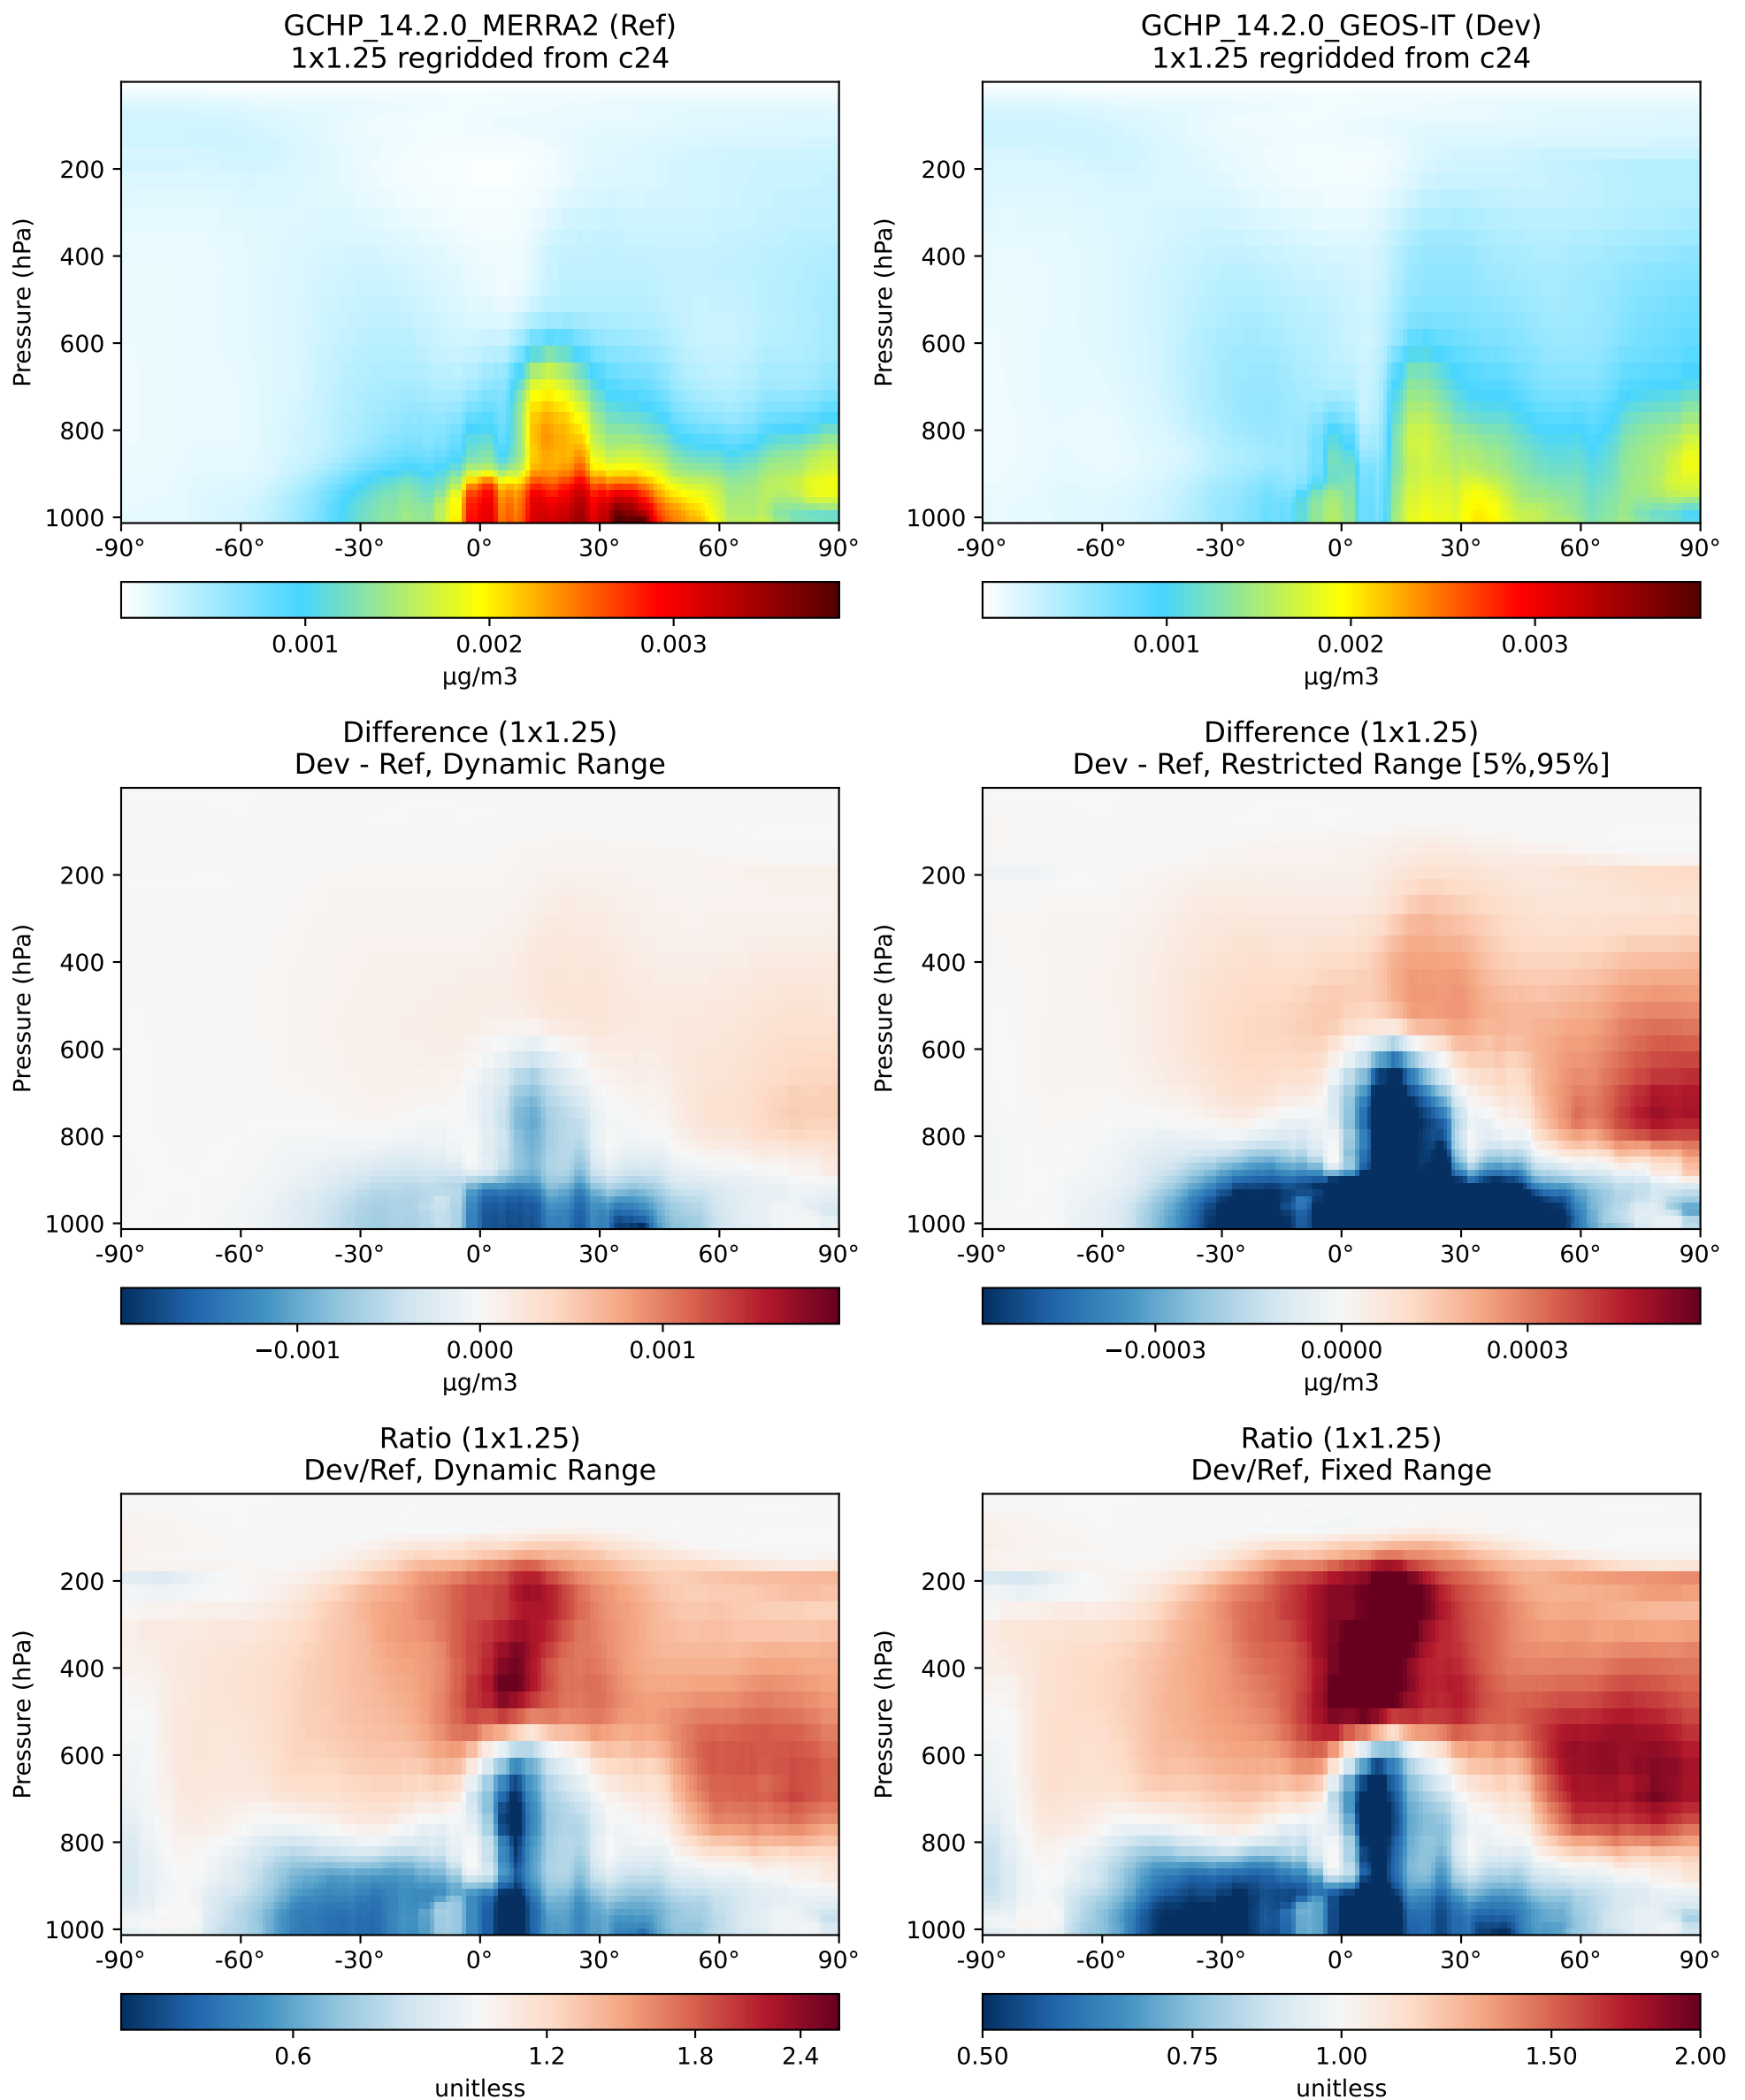 GCHP_14.2.0_MERRA2 (Ref)
1x1.25 regridded from c24
Pressure (hPa)
200
400
600
800
1000
-90° -60° -30° 0° 30° 60° 90°
0.001 0.002 0.003
µg/m3
GCHP_14.2.0_GEOS-IT (Dev)
1x1.25 regridded from c24
Pressure (hPa)
200
400
600
800
1000
-90° -60° -30° 0° 30° 60° 90°
0.001 0.002 0.003
µg/m3
Difference (1x1.25)
Dev - Ref, Dynamic Range
Pressure (hPa)
200
400
600
800
1000
-90° -60° -30° 0° 30° 60° 90°
−0.001 0.000 0.001
µg/m3
Difference (1x1.25)
Dev - Ref, Restricted Range [5%,95%]
Pressure (hPa)
200
400
600
800
1000
-90° -60° -30° 0° 30° 60° 90°
−0.0003 0.0000 0.0003
µg/m3
Ratio (1x1.25)
Dev/Ref, Dynamic Range
Pressure (hPa)
200
400
600
800
1000
-90° -60° -30° 0° 30° 60° 90°
0.6 1.2 1.8 2.4
unitless
Ratio (1x1.25)
Dev/Ref, Fixed Range
Pressure (hPa)
200
400
600
800
1000
-90° -60° -30° 0° 30° 60° 90°
0.50 0.75 1.00 1.50 2.00
unitless